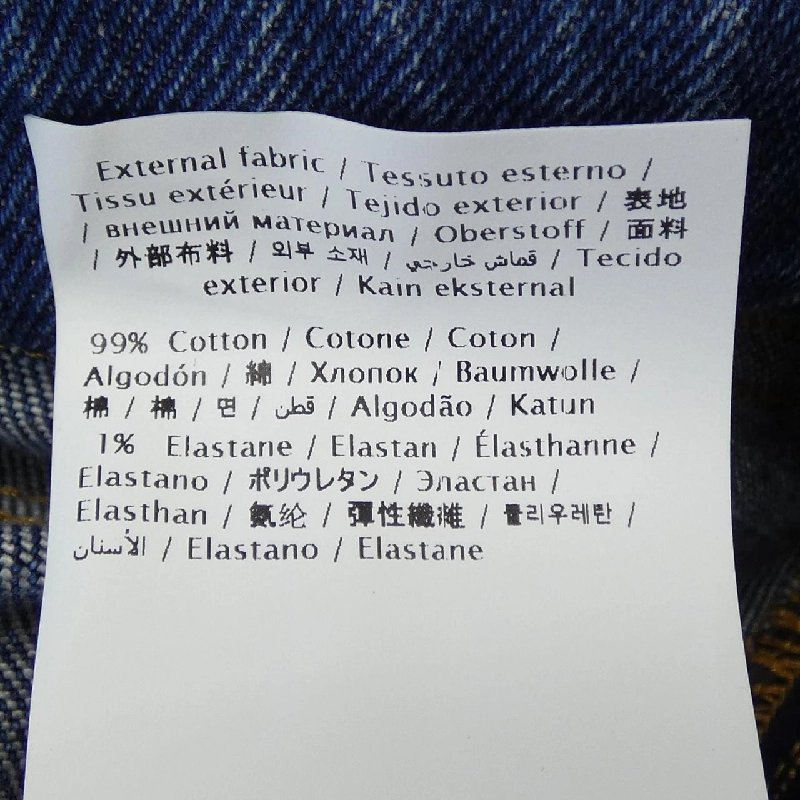 External fabric / Tessuto esterno /
Tissu extérieur / Tejido exterior / 表地
/ внешний материал / Oberstoff / 面料
/ 外部布料 / 외부 소재 / قماش خارجي / Tecido
exterior / Kain eksternal
99% Cotton / Cotone / Coton /
Algodón / 綿 / Хлопок / Baumwolle /
棉 / 棉 / 면 / قطن / Algodão / Katun
1% Elastane / Elastan / Élasthanne /
Elastano / ポリウレタン / Эластан /
Elasthan / 氨纶 / 彈性纖維 / 폴리우레탄 /
الأسنان / Elastano / Elastane